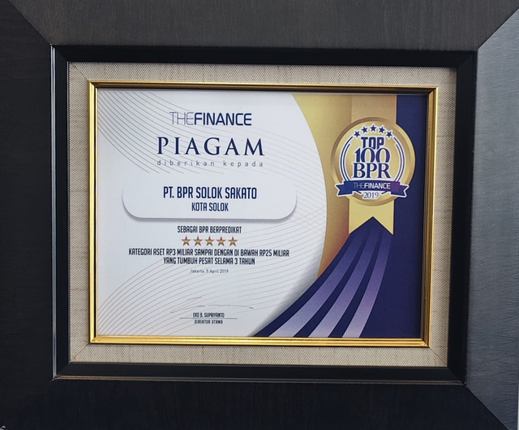 THEFINANCE
PIAGAM
diberikan kepada
PT. BPR SOLOK SAKATO
KOTA SOLOK
SEBAGAI BPR BERPREDIKAT
KATEGORI ASET RP3 MILIAR SAMPAI DENGAN DI BAWAH RP25 MILIAR
YANG TUMBUH PESAT SELAMA 3 TAHUN
Jakarta, 5 April 2019
EKO B. SUPRIYANTO
DIREKTUR UTAMA
TOP
100
BPR
THEFINANCE
2019